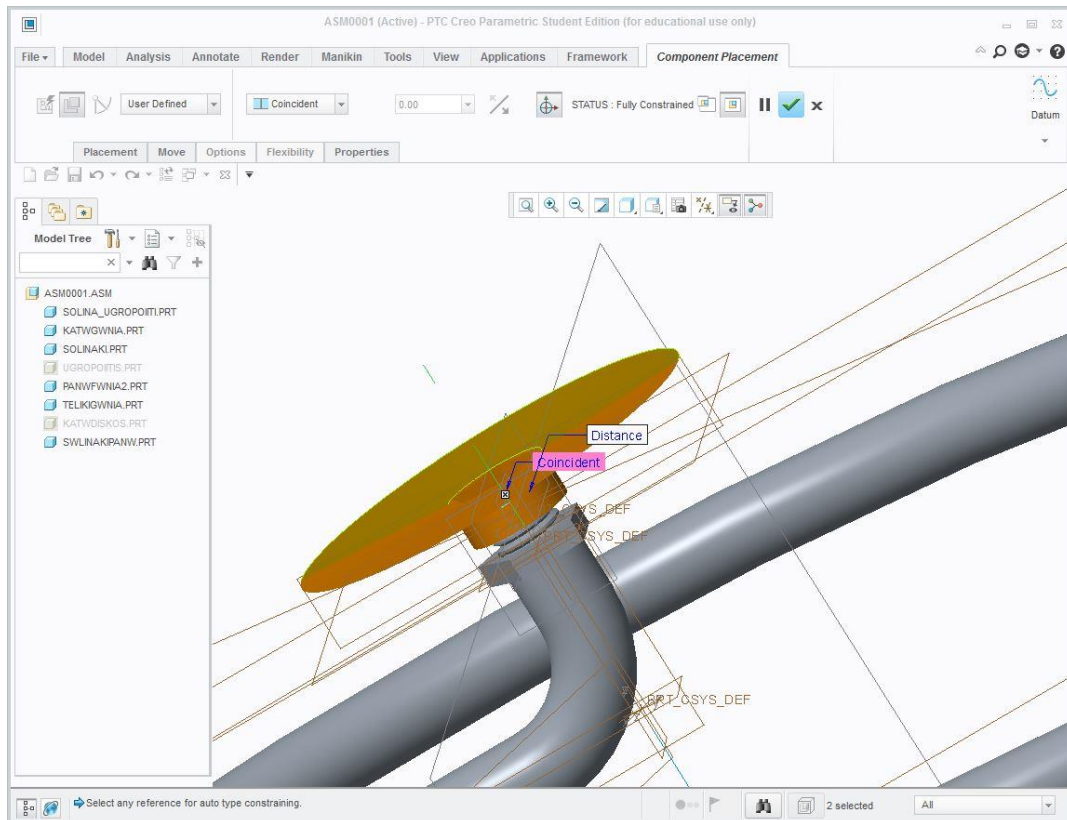 ASM0001 (Active) - PTC Creo Parametric Student Edition (for educational use only)
File Model Analysis Annotate Render Manikin Tools View Applications Framework Component Placement
User Defined Coincident 0.00 STATUS : Fully Constrained
Datum
Placement Move Options Flexibility Properties
Model Tree
ASM0001.ASM
SOLINA_UGROPOIITI.PRT
KATWGWNIA.PRT
SOLINAKI.PRT
UGROPOIITIS.PRT
PANWFWNIA2.PRT
TELIKIGWNIA.PRT
KATWDISKOS.PRT
SWLINAKIPANW.PRT
Distance
Coincident
PRT_CSYS_DEF
Select any reference for auto type constraining.
2 selected
All